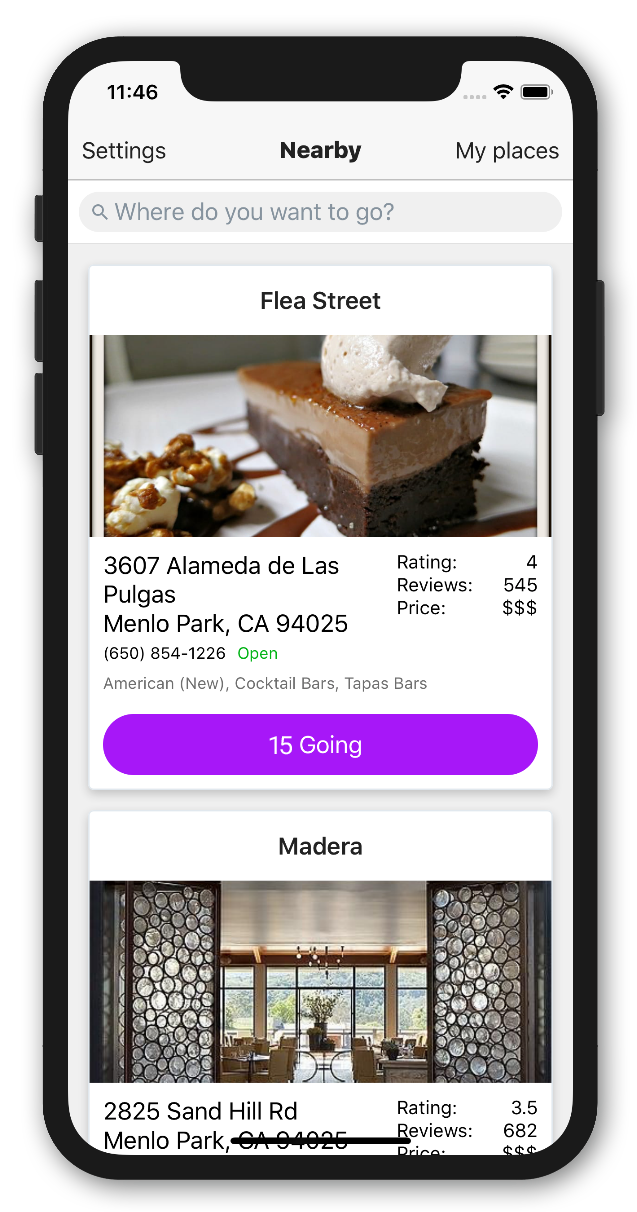 11:46
Settings Nearby My places
Where do you want to go?
Flea Street
3607 Alameda de Las
Pulgas
Menlo Park, CA 94025
(650) 854-1226 Open
American (New), Cocktail Bars, Tapas Bars
Rating: 4
Reviews: 545
Price: $$$
15 Going
Madera
2825 Sand Hill Rd
Menlo Park, CA 94025
Rating: 3.5
Reviews: 682
Price: $$$